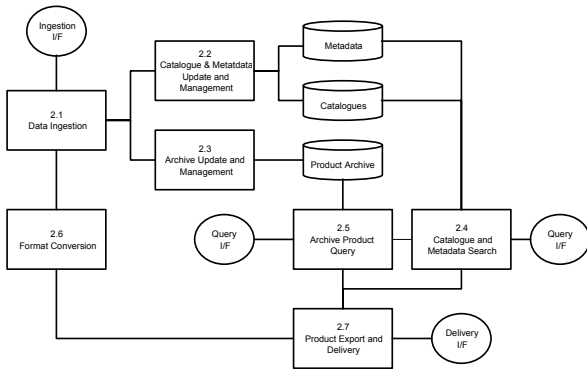 Ingestion
I/F
2.2
Catalogue & Metatdata
Update and
Management
Metadata
2.1
Data Ingestion
Catalogues
2.3
Archive Update and
Management
Product Archive
2.6
Format Conversion
Query
I/F
2.5
Archive Product
Query
2.4
Catalogue and
Metadata Search
Query
I/F
2.7
Product Export and
Delivery
Delivery
I/F